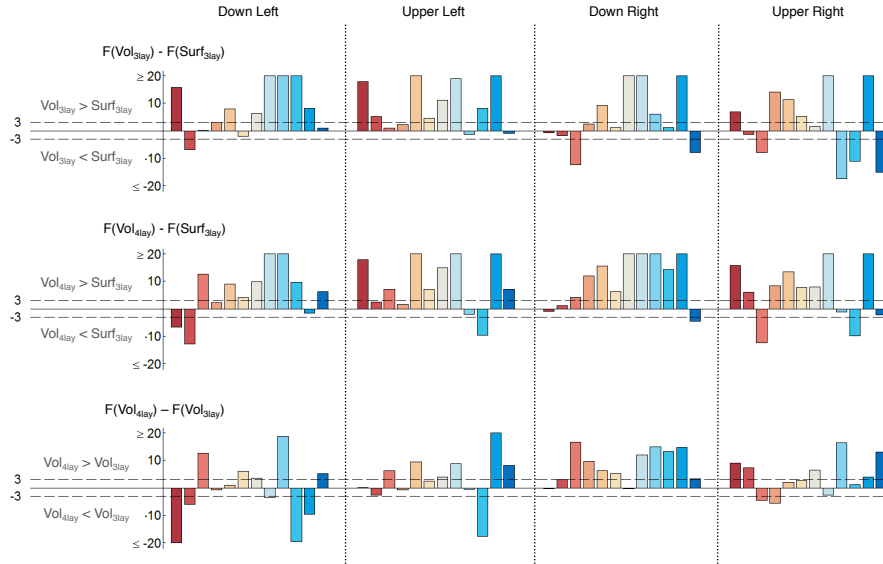 Down Left Upper Left Down Right Upper Right
F(Vol3lay) - F(Surf3lay)
≥ 20
Vol3lay > Surf3lay
10
3
-3
Vol3lay < Surf3lay
-10
≤ -20
F(Vol4lay) - F(Surf3lay)
≥ 20
Vol4lay > Surf3lay
10
3
-3
Vol4lay < Surf3lay
-10
≤ -20
F(Vol4lay) – F(Vol3lay)
≥ 20
Vol4lay > Vol3lay
10
3
-3
Vol4lay < Vol3lay
-10
≤ -20